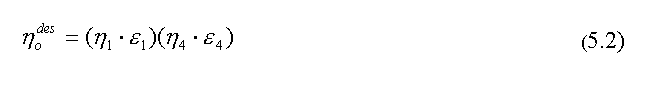 η_o^{des} = (η_1 · ε_1)(η_4 · ε_4) (5.2)